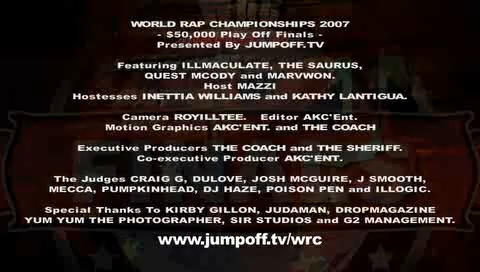 WORLD RAP CHAMPIONSHIPS 2007
- $50,000 Play Off Finals -
Presented By JUMPOFF.TV
Featuring ILLMACULATE, THE SAURUS,
QUEST MCODY and MARVWON.
Host MAZZI
Hostesses INETTIA WILLIAMS and KATHY LANTIGUA.
Camera ROYILLTEE. Editor AKC'Ent.
Motion Graphics AKC'ENT. and THE COACH
Executive Producers THE COACH and THE SHERIFF.
Co-executive Producer AKC'ENT.
The Judges CRAIG G, DULOVE, JOSH MCGUIRE, J SMOOTH,
MECCA, PUMPKINHEAD, DJ HAZE, POISON PEN and ILLOGIC.
Special Thanks To KIRBY GILLON, JUDAMAN, DROPMAGAZINE
YUM YUM THE PHOTOGRAPHER, SIR STUDIOS and G2 MANAGEMENT.
www.jumpoff.tv/wrc